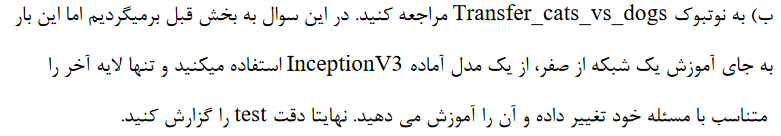 ب) به نوتبوک Transfer_cats_vs_dogs مراجعه کنید. در این سوال به بخش قبل برمیگردیم اما این بار
به جای آموزش یک شبکه از صفر، از یک مدل آماده InceptionV3 استفاده میکنید و تنها لایه آخر را
متناسب با مسئله خود تغییر داده و آن را آموزش می دهید. نهایتا دقت test را گزارش کنید.